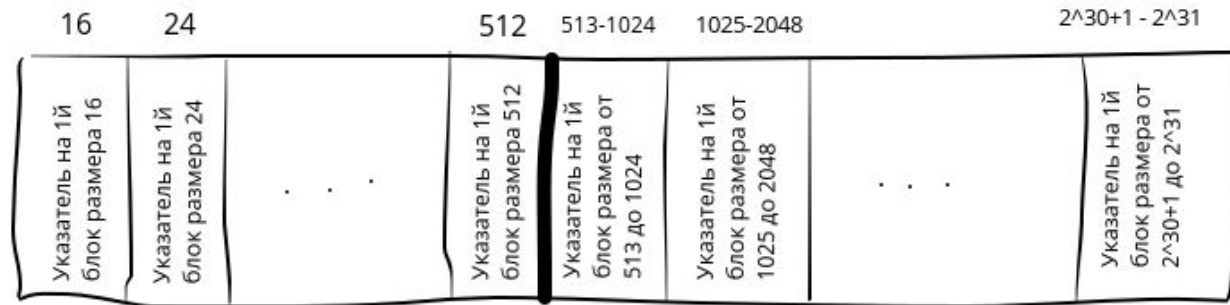 16 24 512 513-1024 1025-2048 2^30+1 - 2^31
Указатель на 1й
блок размера 16
Указатель на 1й
блок размера 24
. . .
Указатель на 1й
блок размера 512
Указатель на 1й
блок размера от
513 до 1024
Указатель на 1й
блок размера от
1025 до 2048
. . .
Указатель на 1й
блок размера от
2^30+1 до 2^31